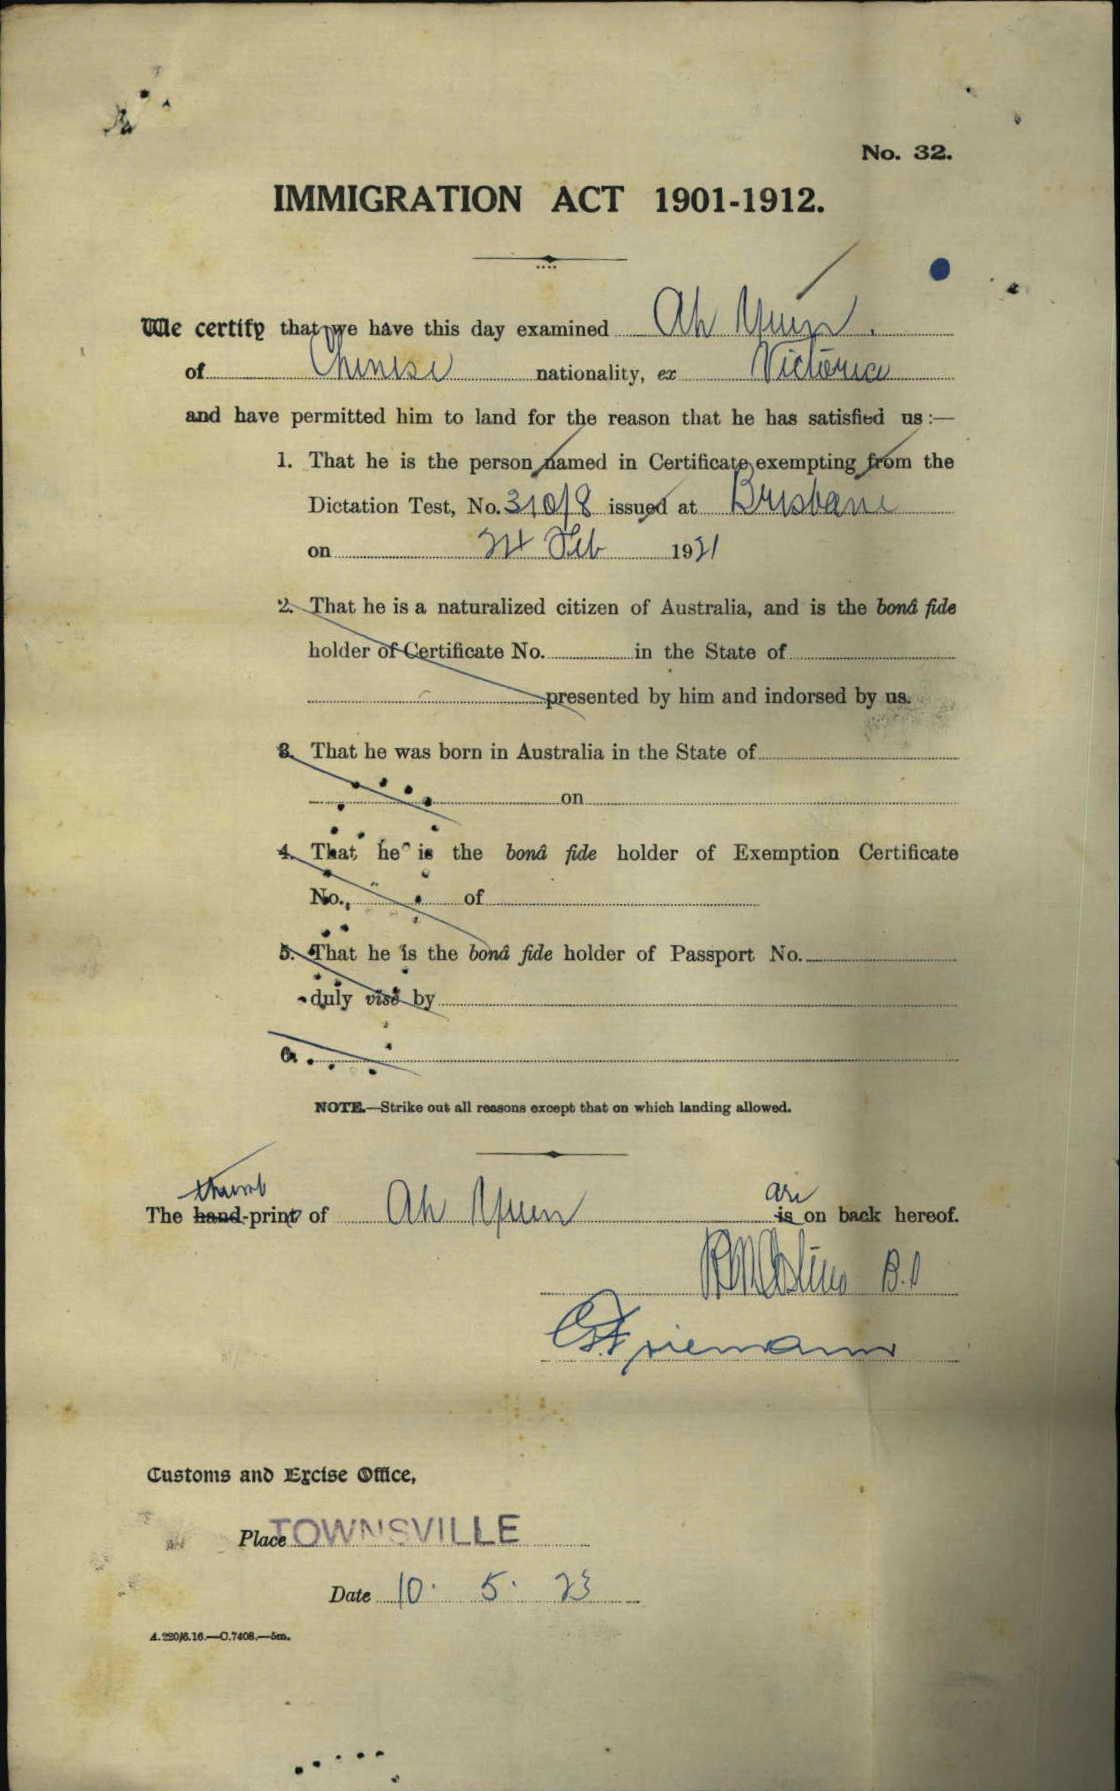 No. 32.
IMMIGRATION ACT 1901-1912.
We certify that we have this day examined Ah Yuen.
of Chinese nationality, ex Victoria
and have permitted him to land for the reason that he has satisfied us:—
1. That he is the person named in Certificate exempting from the
Dictation Test, No. 310/8 issued at Brisbane
on 24 Feb 1921
2. That he is a naturalized citizen of Australia, and is the bonâ fide
holder of Certificate No. in the State of
presented by him and indorsed by us.
3. That he was born in Australia in the State of
on
4. That he is the bonâ fide holder of Exemption Certificate
No. , of
5. That he is the bonâ fide holder of Passport No.
duly visé by
6.
NOTE.—Strike out all reasons except that on which landing allowed.
thumb are
The hand-print of Ah Yuen is on back hereof.
Customs and Excise Office,
Place TOWNSVILLE
Date 10. 5. 23
A.220/6.16.—C.7408.—5m.